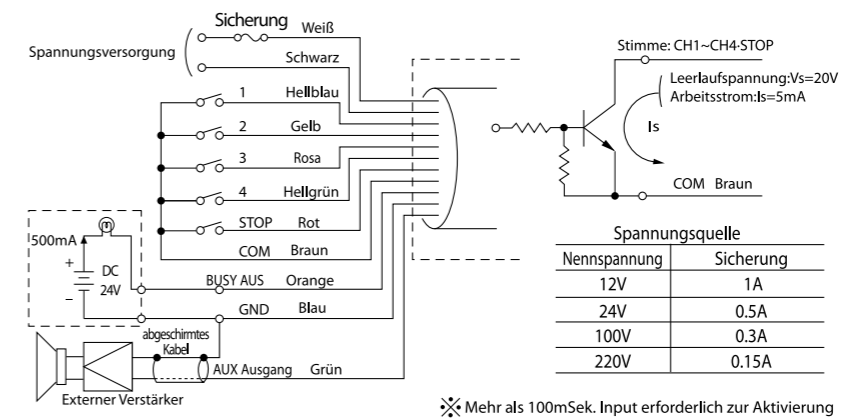 Sicherung
Weiß
Spannungsversorgung
Schwarz
1 Hellblau
2 Gelb
3 Rosa
4 Hellgrün
STOP Rot
COM Braun
500mA
+
DC
24V
–
BUSY AUS Orange
GND Blau
abgeschirmtes
Kabel
AUX Ausgang Grün
Externer Verstärker
Stimme: CH1~CH4·STOP
Leerlaufspannung:Vs=20V
Arbeitsstrom:Is=5mA
Is
COM Braun
Spannungsquelle
Nennspannung Sicherung
12V 1A
24V 0.5A
100V 0.3A
220V 0.15A
※ Mehr als 100mSek. Input erforderlich zur Aktivierung